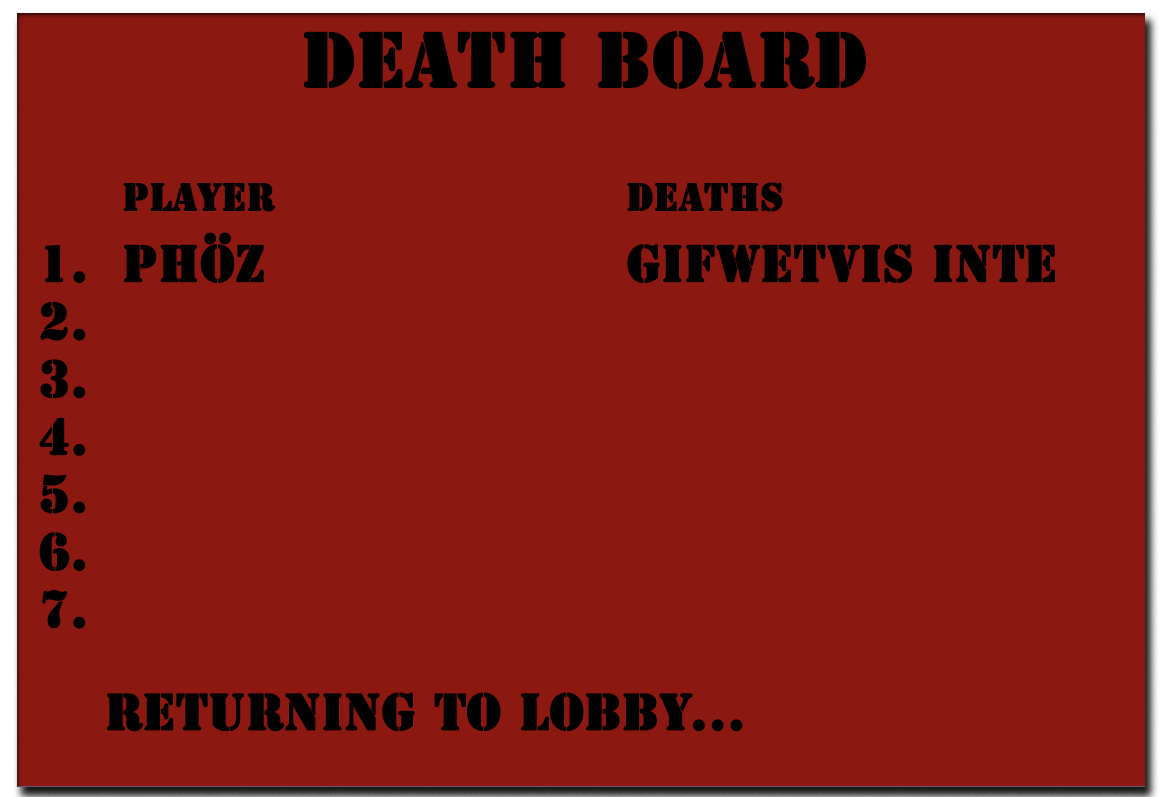 DEATH BOARD
PLAYER DEATHS
1. PHÖZ GIFWETVIS INTE
2.
3.
4.
5.
6.
7.
RETURNING TO LOBBY...